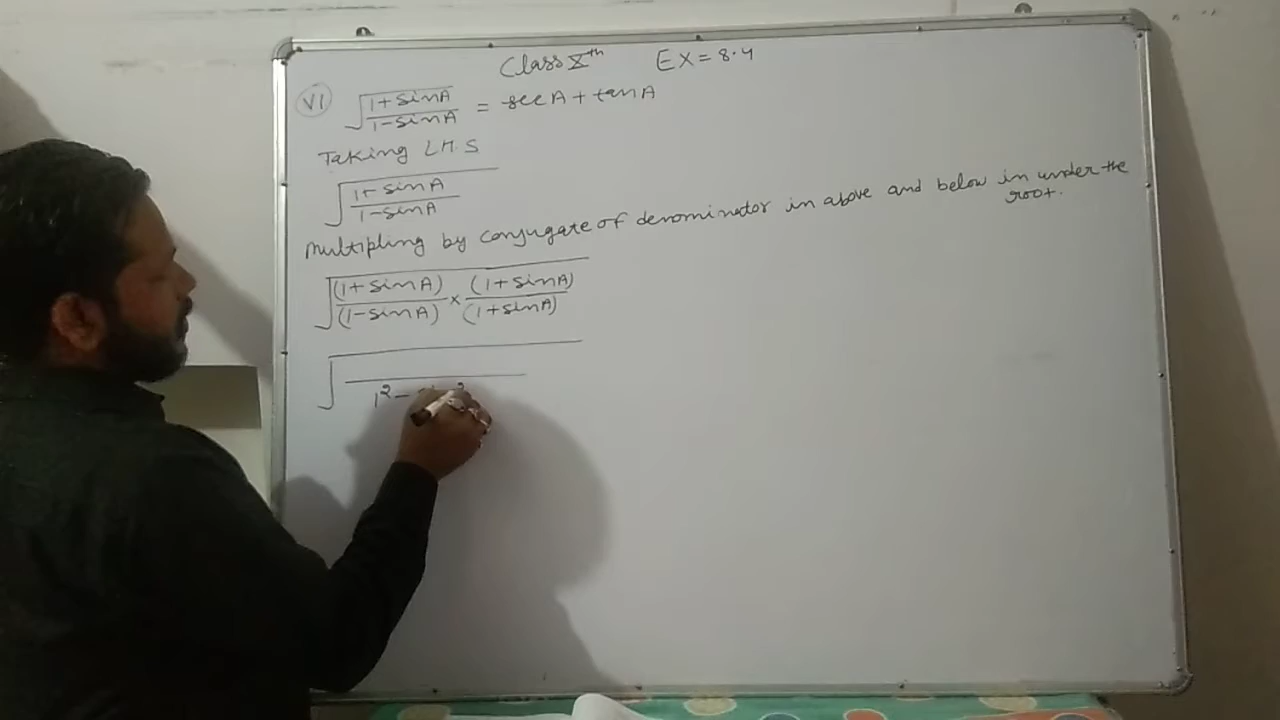 Class Xth EX = 8.4
VI √(1+sinA)/(1-sinA) = secA + tanA
Taking L.H.S
√(1+sinA)/(1-sinA)
Multipling by conjugate of denominator in above and below in under the
root.
√(1+sinA)/(1-sinA) × (1+sinA)/(1+sinA)
1² -